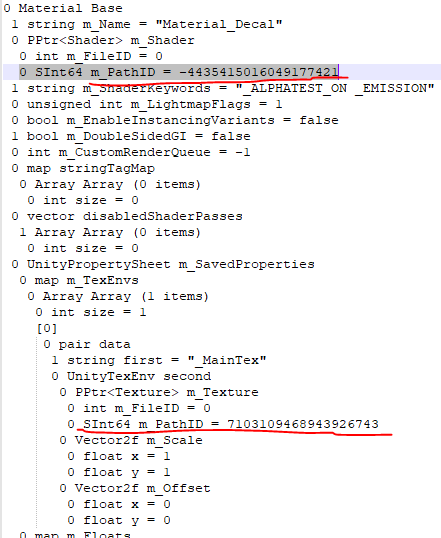 0 Material Base
1 string m_Name = "Material_Decal"
0 PPtr<Shader> m_Shader
0 int m_FileID = 0
0 SInt64 m_PathID = -4435415016049177421
1 string m_ShaderKeywords = "_ALPHATEST_ON _EMISSION"
0 unsigned int m_LightmapFlags = 1
0 bool m_EnableInstancingVariants = false
1 bool m_DoubleSidedGI = false
0 int m_CustomRenderQueue = -1
0 map stringTagMap
0 Array Array (0 items)
0 int size = 0
0 vector disabledShaderPasses
1 Array Array (0 items)
0 int size = 0
0 UnityPropertySheet m_SavedProperties
0 map m_TexEnvs
0 Array Array (1 items)
0 int size = 1
[0]
0 pair data
1 string first = "_MainTex"
0 UnityTexEnv second
0 PPtr<Texture> m_Texture
0 int m_FileID = 0
0 SInt64 m_PathID = 7103109468943926743
0 Vector2f m_Scale
0 float x = 1
0 float y = 1
0 Vector2f m_Offset
0 float x = 0
0 float y = 0
0 map m_Floats